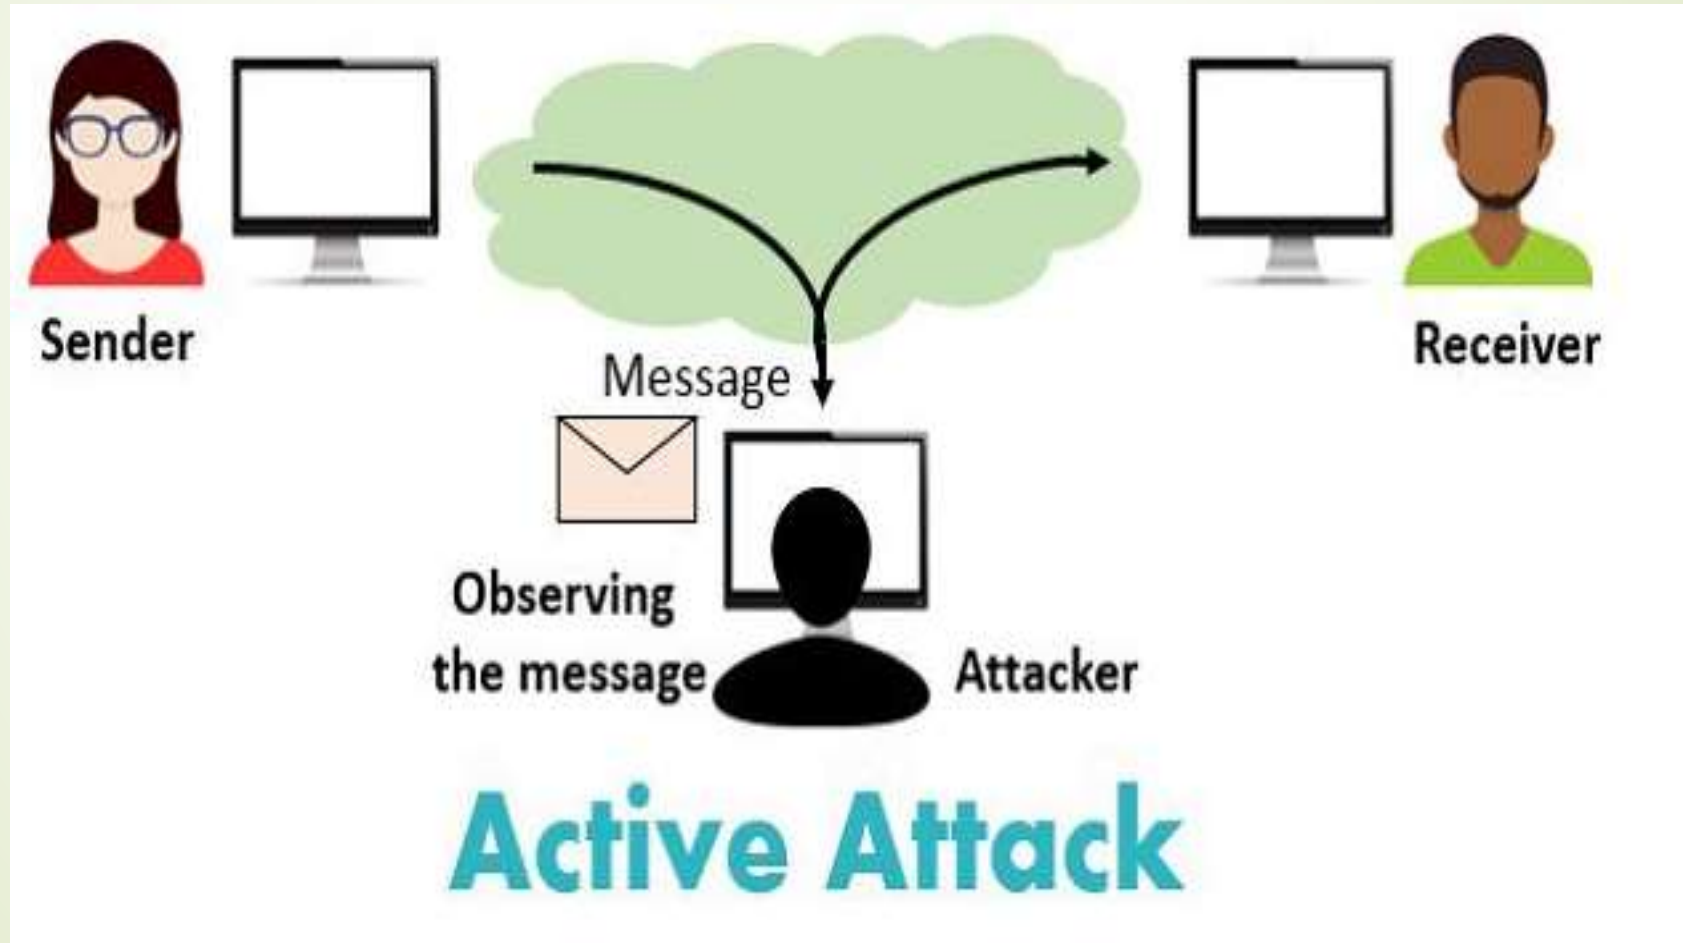 Sender
Receiver
Message
Observing
the message
Attacker
Active Attack